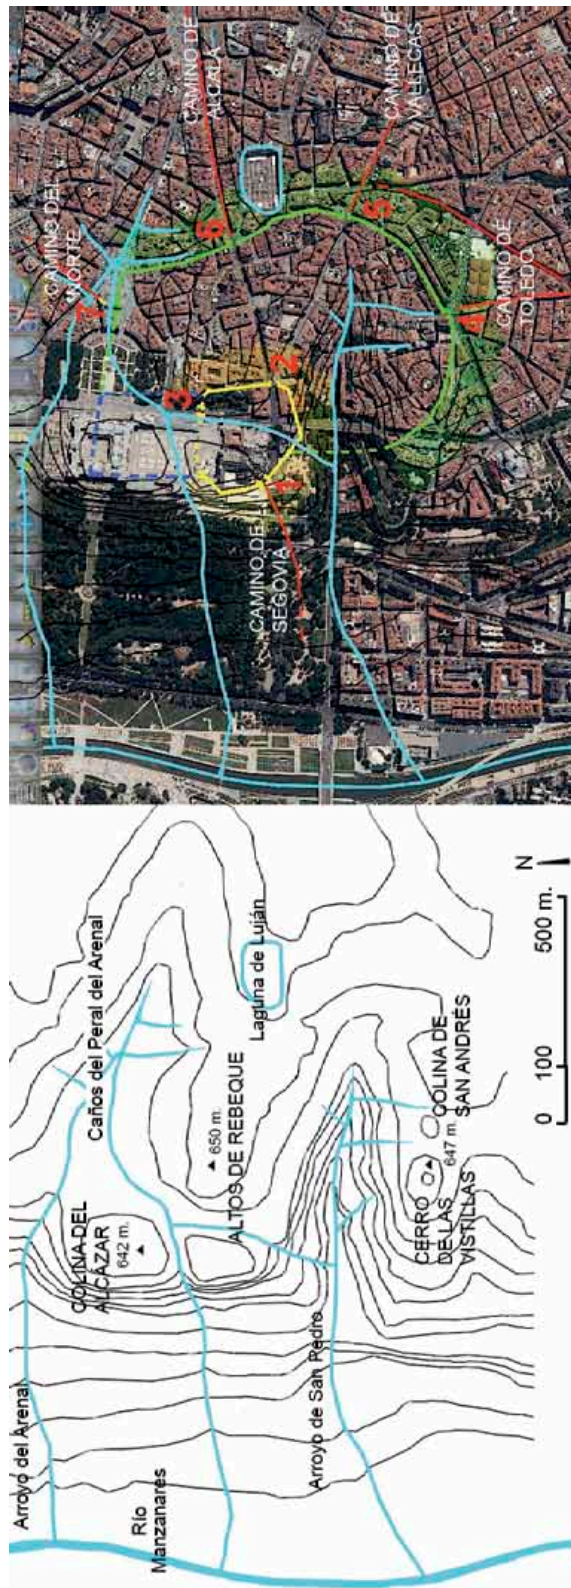 Arroyo del Arenal
Río
Manzanares
Arroyo de San Pedro
COLINA DEL
ALCÁZAR
642 m.
Caños del Peral del Arenal
650 m.
ALTOS DE REBEQUE
Laguna de Luján
CERRO
DE LAS
VISTILLAS
647 m.
COLINA DE
SAN ANDRÉS
0 100 500 m.
N
CAMINO DEL
NORTE
7
CAMINO DE
ALCALÁ
6
3
2
1
CAMINO DE
SEGOVIA
CAMINO DE
VALLECAS
5
4
CAMINO DE
TOLEDO